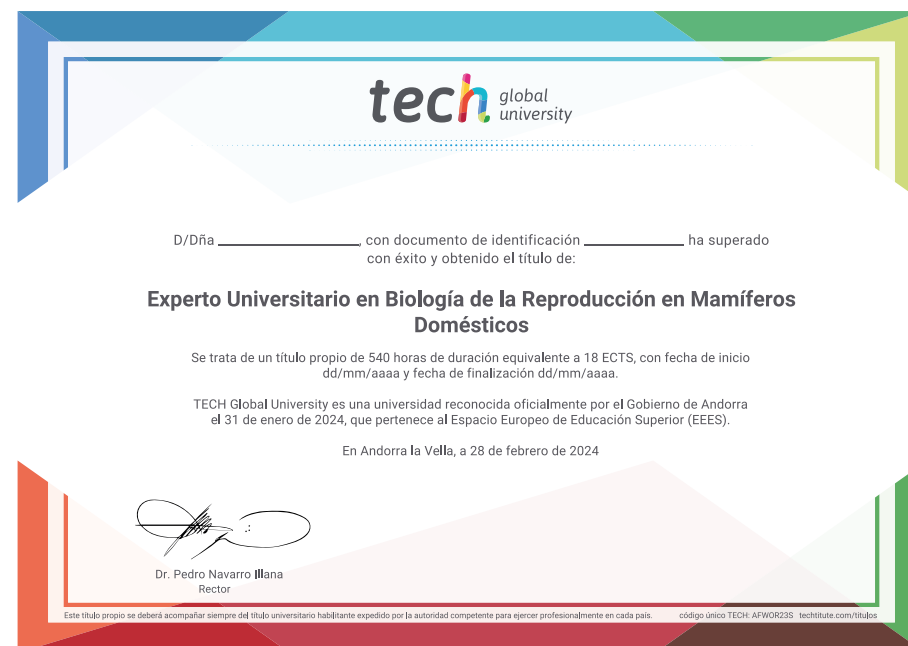 tech global university
D/Dña ____________________, con documento de identificación ______________ ha superado
con éxito y obtenido el título de:
Experto Universitario en Biología de la Reproducción en Mamíferos
Domésticos
Se trata de un título propio de 540 horas de duración equivalente a 18 ECTS, con fecha de inicio
dd/mm/aaaa y fecha de finalización dd/mm/aaaa.
TECH Global University es una universidad reconocida oficialmente por el Gobierno de Andorra
el 31 de enero de 2024, que pertenece al Espacio Europeo de Educación Superior (EEES).
En Andorra la Vella, a 28 de febrero de 2024
Dr. Pedro Navarro Illana
Rector
Este título propio se deberá acompañar siempre del título universitario habilitante expedido por la autoridad competente para ejercer profesionalmente en cada país. código único TECH: AFWOR23S techtitute.com/titulos